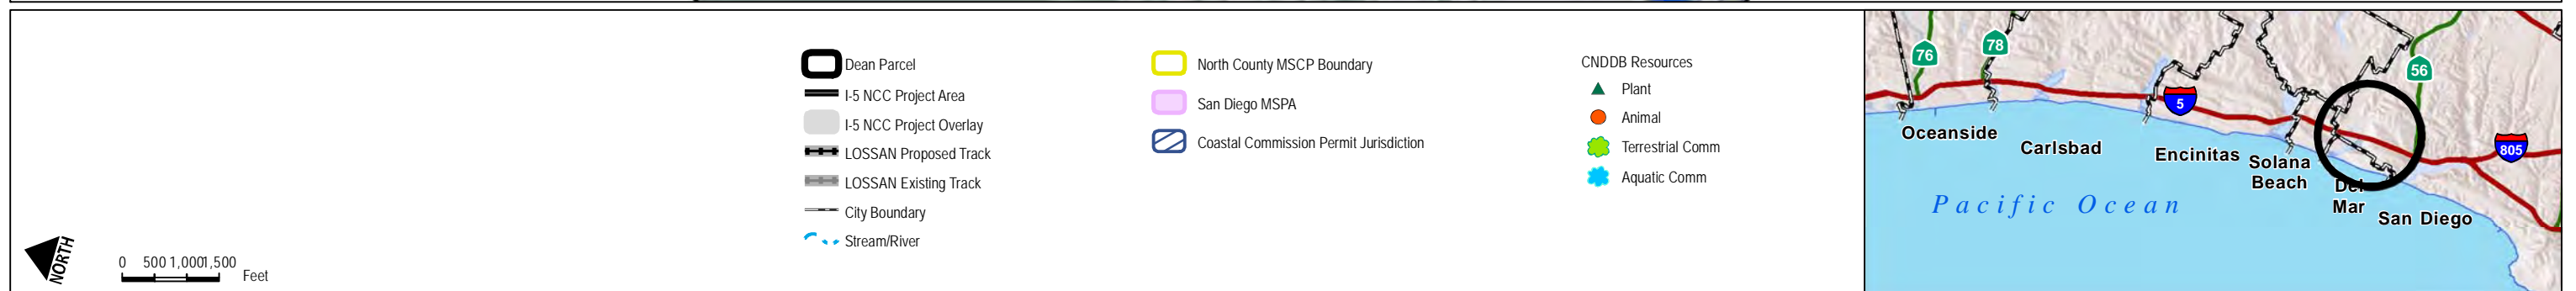 Dean Parcel
I-5 NCC Project Area
I-5 NCC Project Overlay
LOSSAN Proposed Track
LOSSAN Existing Track
City Boundary
Stream/River
North County MSCP Boundary
San Diego MSPA
Coastal Commission Permit Jurisdiction
CNDDB Resources
Plant
Animal
Terrestrial Comm
Aquatic Comm
NORTH
0 500 1,000 1,500
Feet
76
78
56
5
805
Oceanside
Carlsbad
Encinitas
Solana
Beach
Del
Mar
San Diego
Pacific Ocean